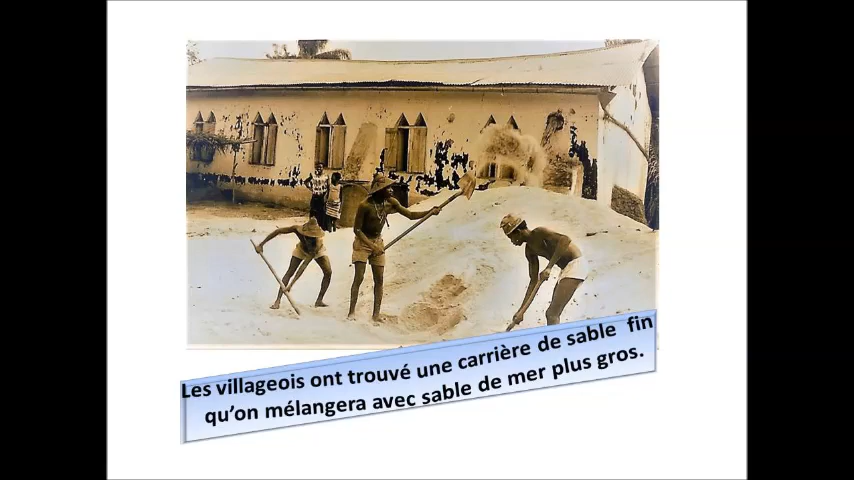 Les villageois ont trouvé une carrière de sable fin
qu’on mélangera avec sable de mer plus gros.